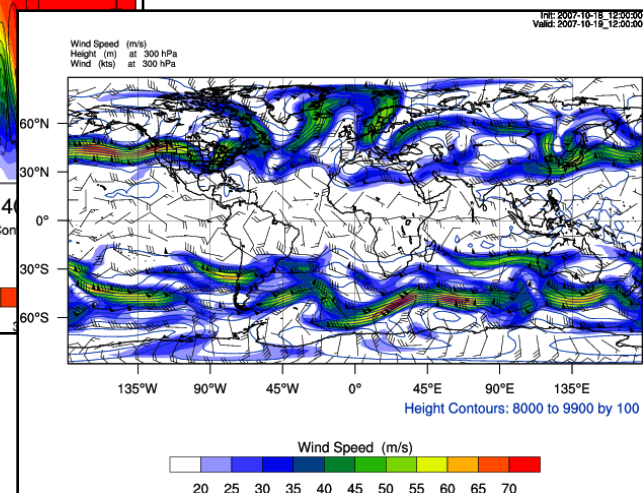 Init: 2007-10-18_12:00:00
Valid: 2007-10-19_12:00:00
Wind Speed (m/s)
Height (m) at 300 hPa
Wind (kts) at 300 hPa
60°N
30°N
0°
30°S
60°S
135°W 90°W 45°W 0° 45°E 90°E 135°E
Height Contours: 8000 to 9900 by 100
Wind Speed (m/s)
20 25 30 35 40 45 50 55 60 65 70